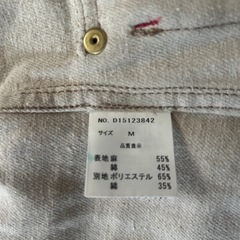 NO. D15123842
サイズ M
品質表示
表地 麻 55%
綿 45%
別地 ポリエステル 65%
綿 35%